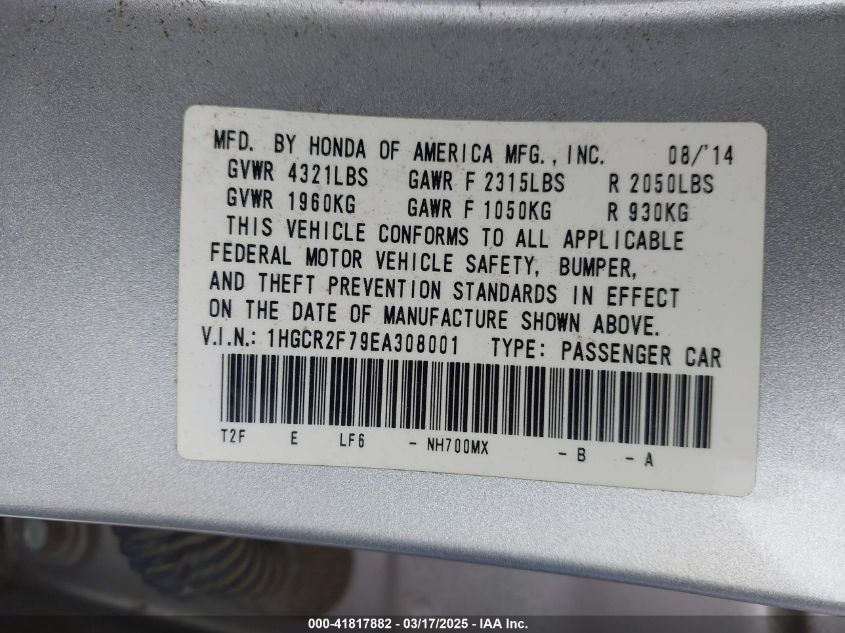 MFD. BY HONDA OF AMERICA MFG., INC. 08/'14
GVWR 4321LBS GAWR F 2315LBS R 2050LBS
GVWR 1960KG GAWR F 1050KG R 930KG
THIS VEHICLE CONFORMS TO ALL APPLICABLE
FEDERAL MOTOR VEHICLE SAFETY, BUMPER,
AND THEFT PREVENTION STANDARDS IN EFFECT
ON THE DATE OF MANUFACTURE SHOWN ABOVE.
V.I.N.: 1HGCR2F79EA308001 TYPE: PASSENGER CAR
T2F E LF6 - NH700MX - B - A
000-41817882 - 03/17/2025 - IAA Inc.